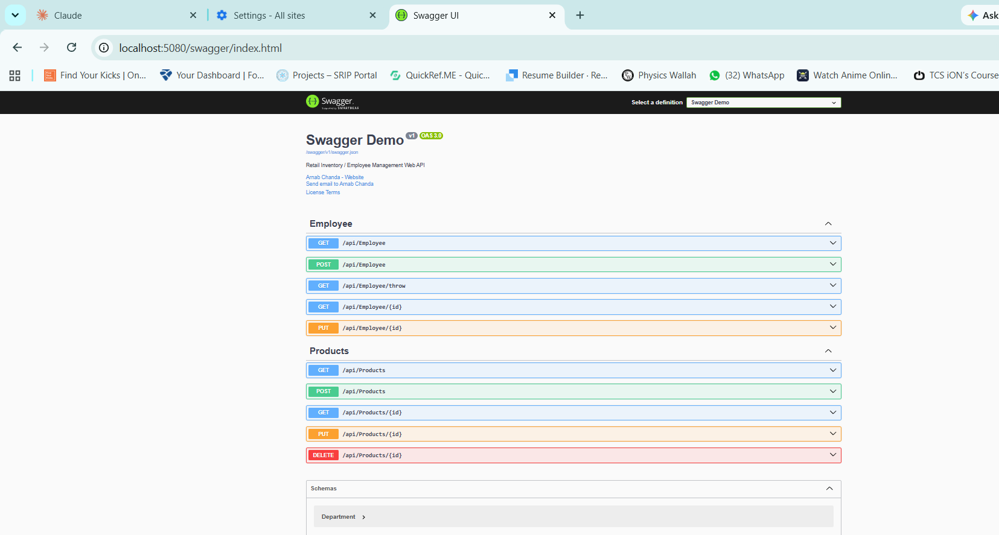 Claude
Settings - All sites
Swagger UI
Ask
localhost:5080/swagger/index.html
Find Your Kicks | On...
Your Dashboard | Fo...
Projects – SRIP Portal
QuickRef.ME - Quic...
Resume Builder · Re...
Physics Wallah
(32) WhatsApp
Watch Anime Onlin...
TCS iON's Course
Swagger.
Supported by SMARTBEAR
Select a definition
Swagger Demo
Swagger Demo v1 OAS 3.0
/swagger/v1/swagger.json
Retail Inventory / Employee Management Web API
Arnab Chanda - Website
Send email to Arnab Chanda
License Terms
Employee
GET /api/Employee
POST /api/Employee
GET /api/Employee/throw
GET /api/Employee/{id}
PUT /api/Employee/{id}
Products
GET /api/Products
POST /api/Products
GET /api/Products/{id}
PUT /api/Products/{id}
DELETE /api/Products/{id}
Schemas
Department